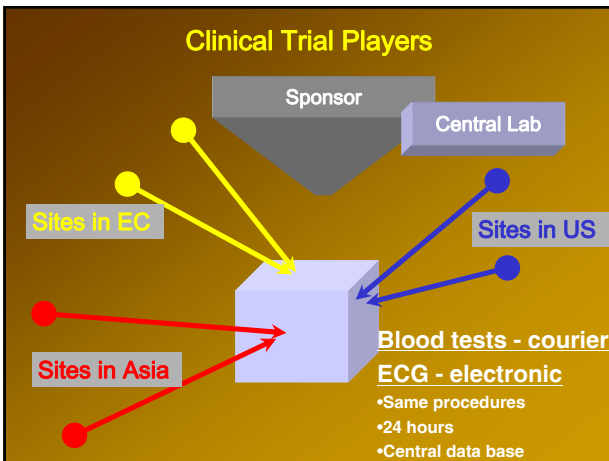 Clinical Trial Players
Sponsor
Central Lab
Sites in EC
Sites in US
Sites in Asia
Blood tests - courier
ECG - electronic
•Same procedures
•24 hours
•Central data base